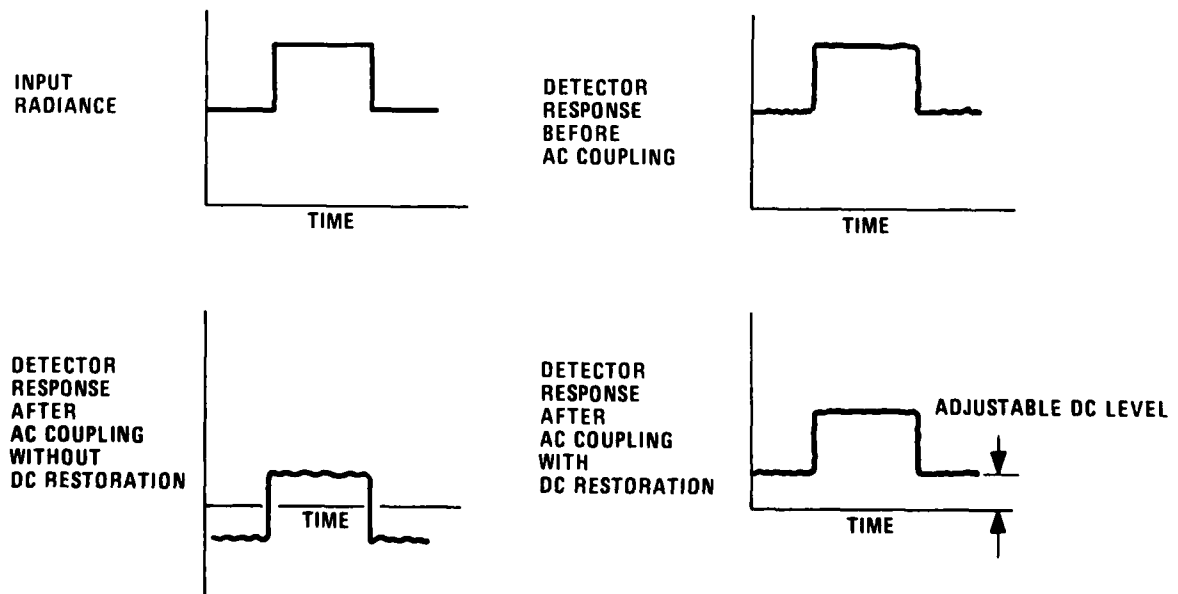 INPUT
RADIANCE
TIME
DETECTOR
RESPONSE
BEFORE
AC COUPLING
TIME
DETECTOR
RESPONSE
AFTER
AC COUPLING
WITHOUT
DC RESTORATION
TIME
DETECTOR
RESPONSE
AFTER
AC COUPLING
WITH
DC RESTORATION
ADJUSTABLE DC LEVEL
TIME